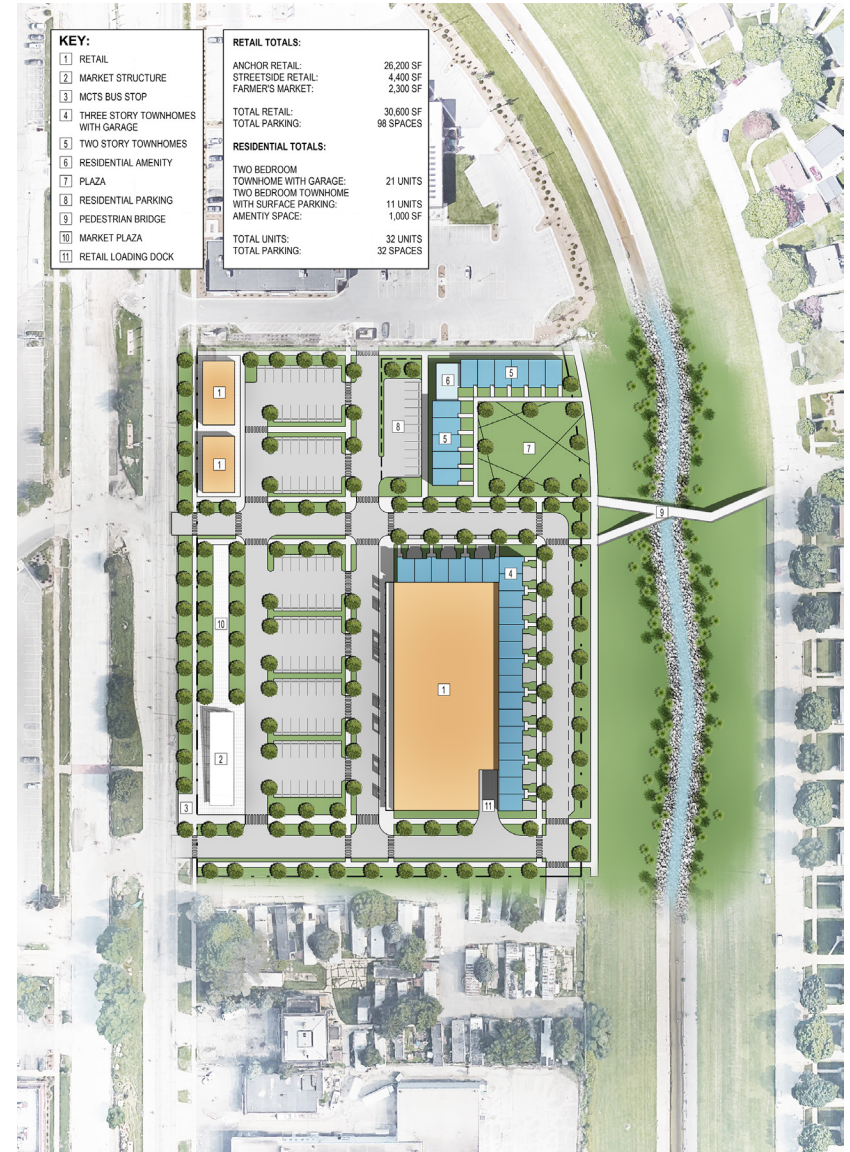 KEY:
1 RETAIL
2 MARKET STRUCTURE
3 MCTS BUS STOP
4 THREE STORY TOWNHOMES
WITH GARAGE
5 TWO STORY TOWNHOMES
6 RESIDENTIAL AMENITY
7 PLAZA
8 RESIDENTIAL PARKING
9 PEDESTRIAN BRIDGE
10 MARKET PLAZA
11 RETAIL LOADING DOCK
RETAIL TOTALS:
ANCHOR RETAIL: 26,200 SF
STREETSIDE RETAIL: 4,400 SF
FARMER'S MARKET: 2,300 SF
TOTAL RETAIL: 30,600 SF
TOTAL PARKING: 98 SPACES
RESIDENTIAL TOTALS:
TWO BEDROOM
TOWNHOME WITH GARAGE: 21 UNITS
TWO BEDROOM TOWNHOME
WITH SURFACE PARKING: 11 UNITS
AMENTIY SPACE: 1,000 SF
TOTAL UNITS: 32 UNITS
TOTAL PARKING: 32 SPACES
5
6
1
5
8
7
1
9
4
10
1
2
3
11